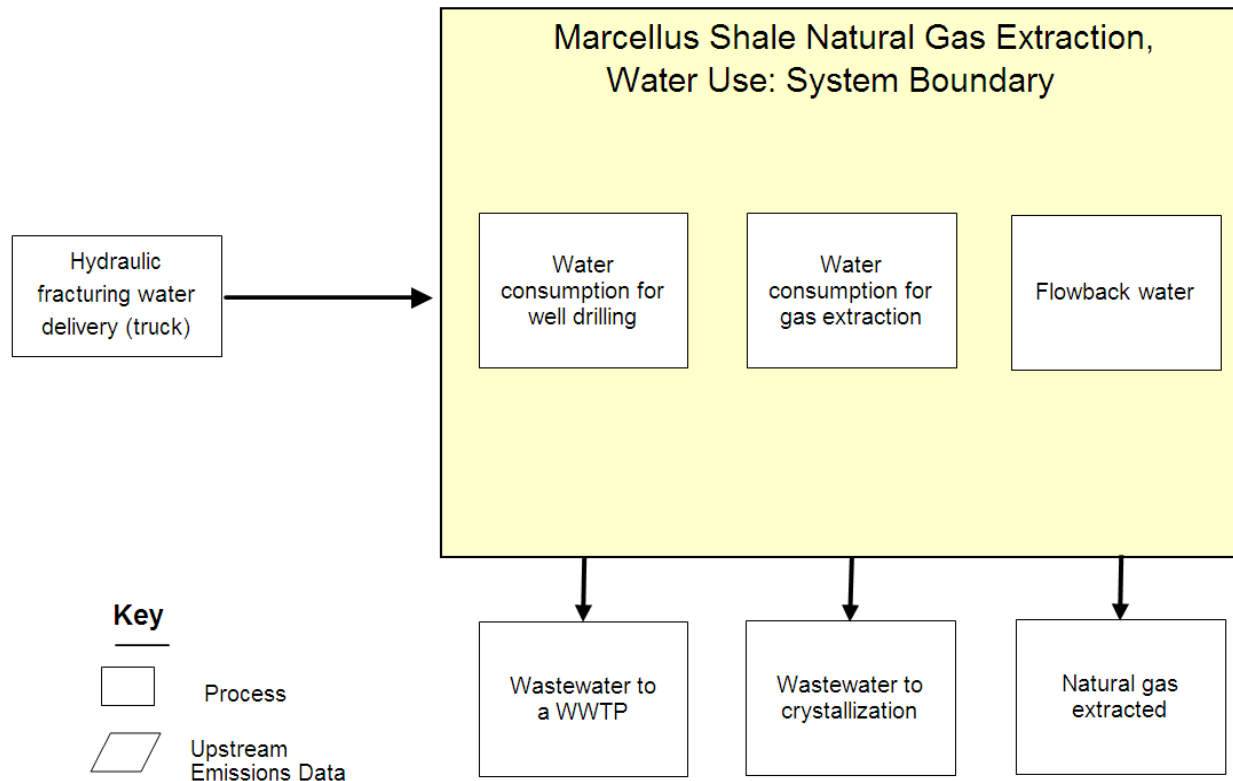 Marcellus Shale Natural Gas Extraction,
Water Use: System Boundary
Hydraulic
fracturing water
delivery (truck)
Water
consumption for
well drilling
Water
consumption for
gas extraction
Flowback water
Wastewater to
a WWTP
Wastewater to
crystallization
Natural gas
extracted
Key
Process
Upstream
Emissions Data